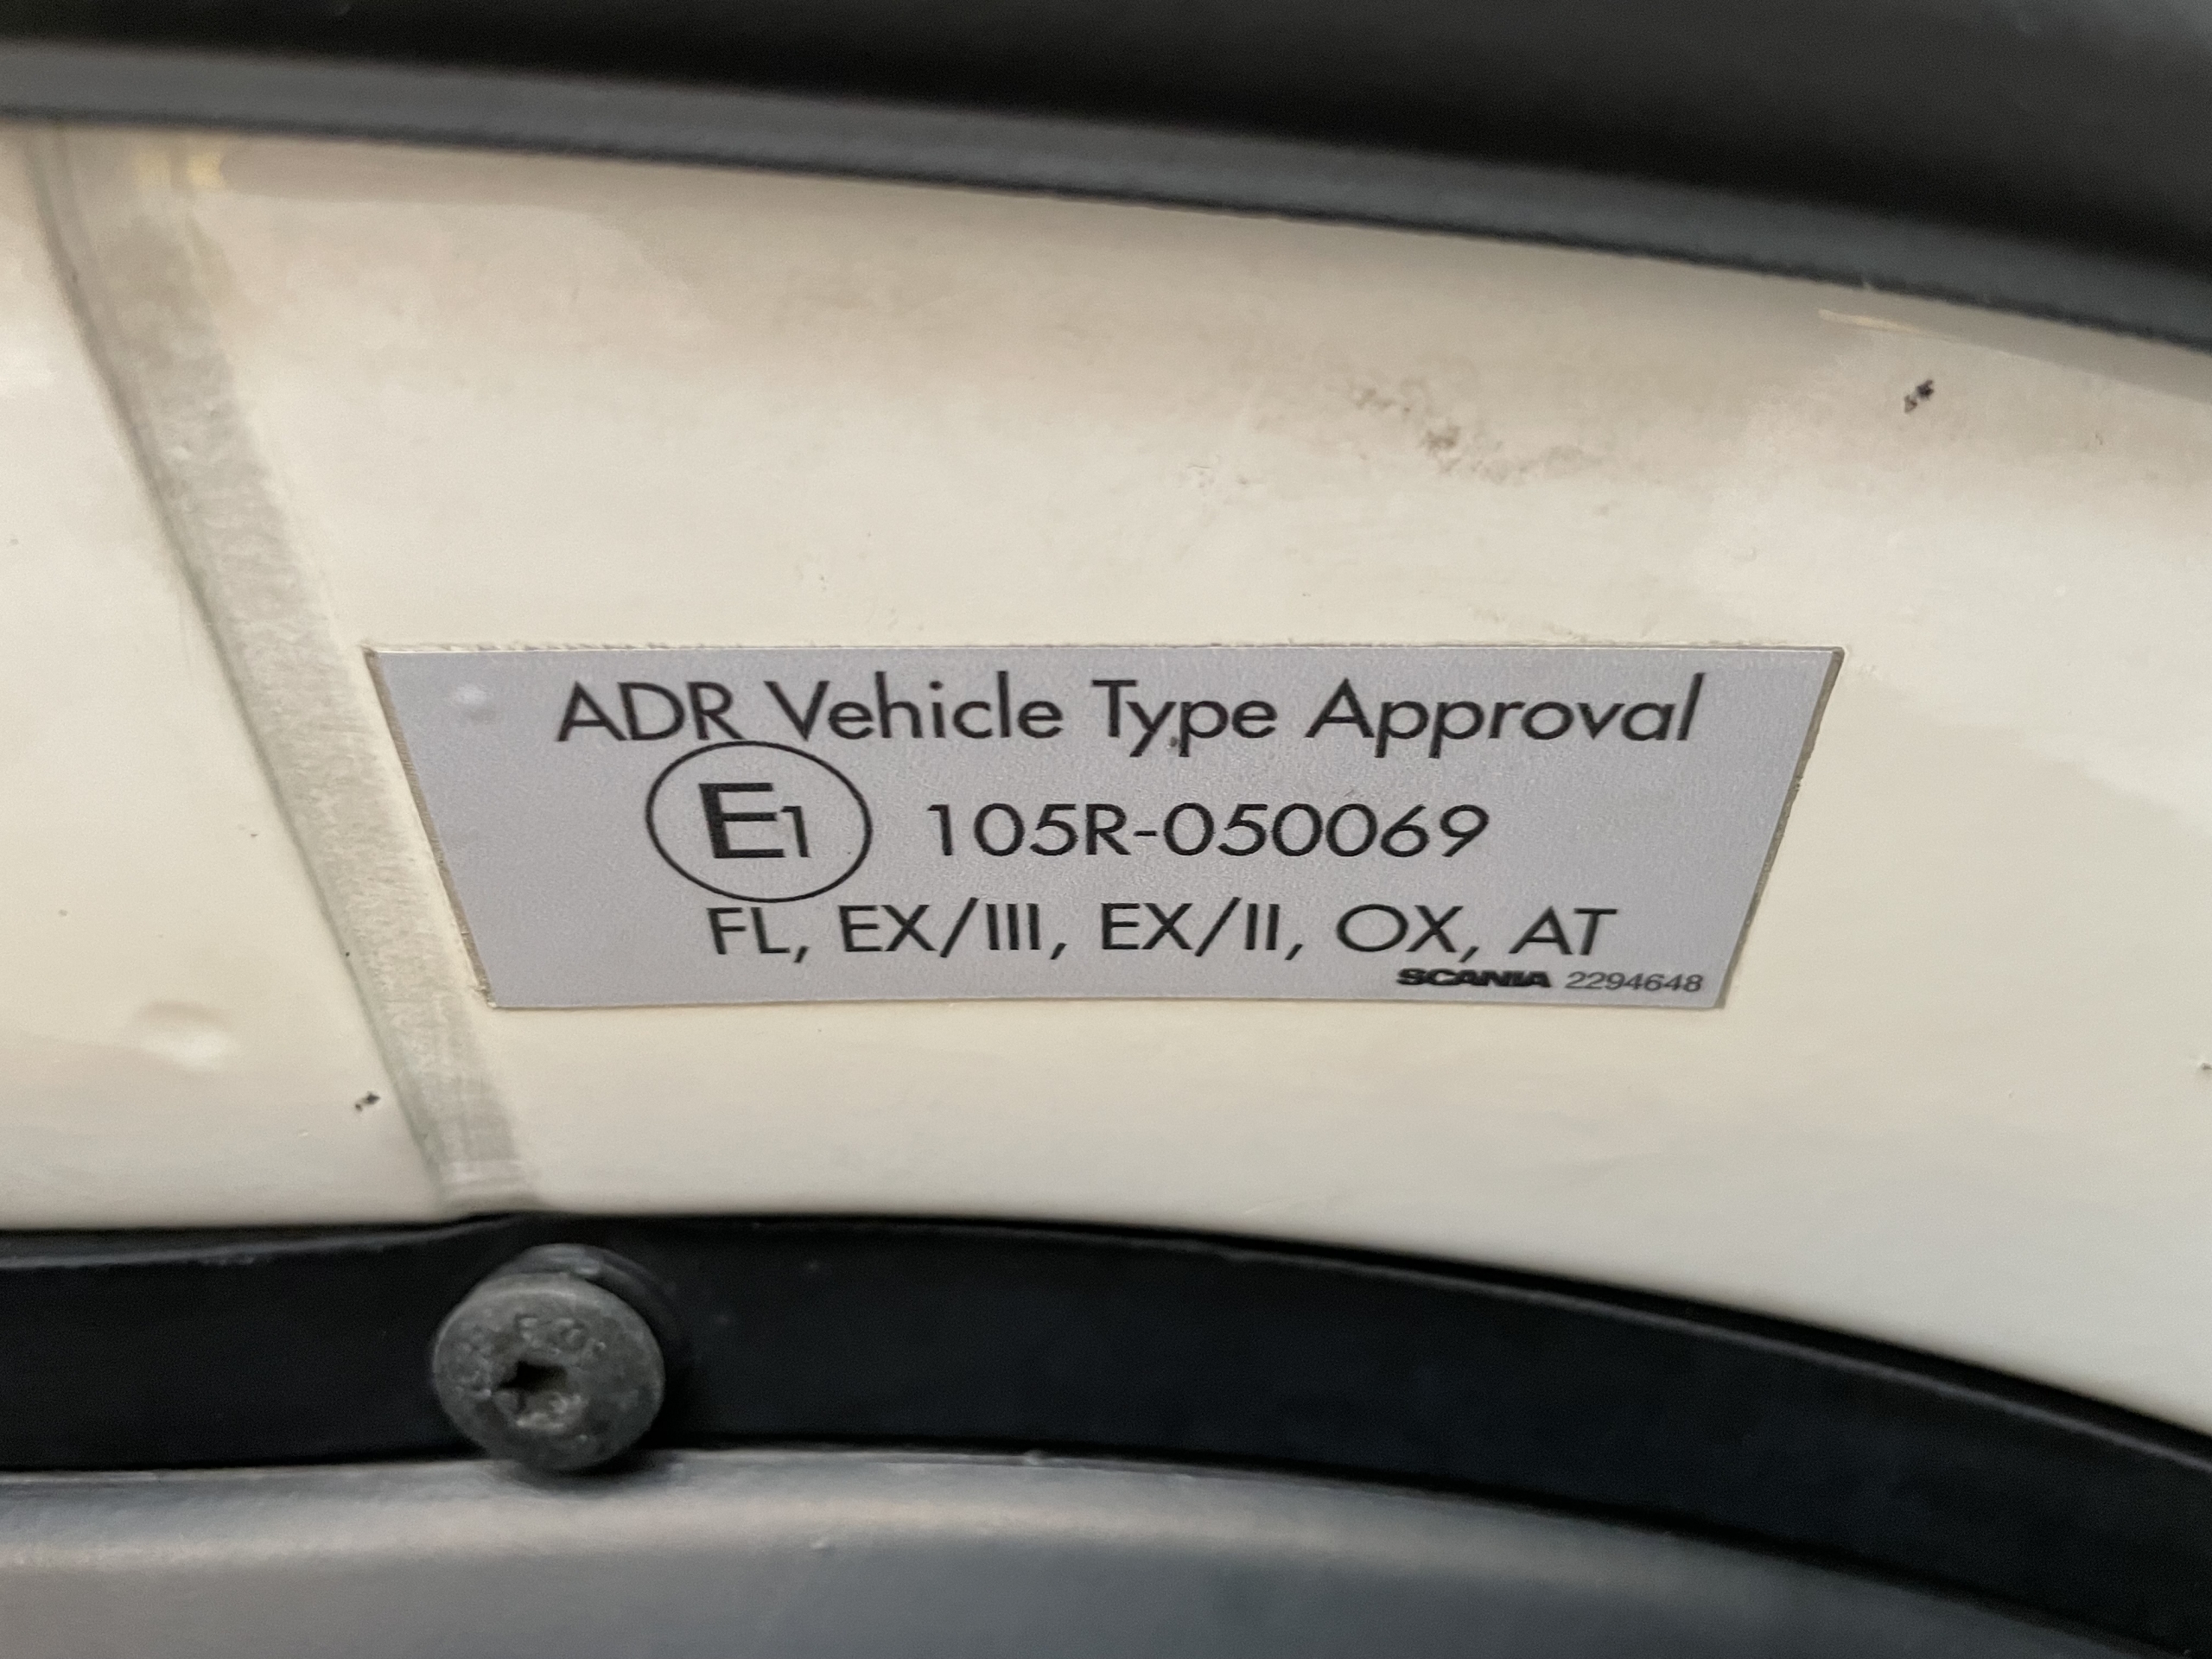 ADR Vehicle Type Approval
E1 105R-050069
FL, EX/III, EX/II, OX, AT
SCANIA 2294648